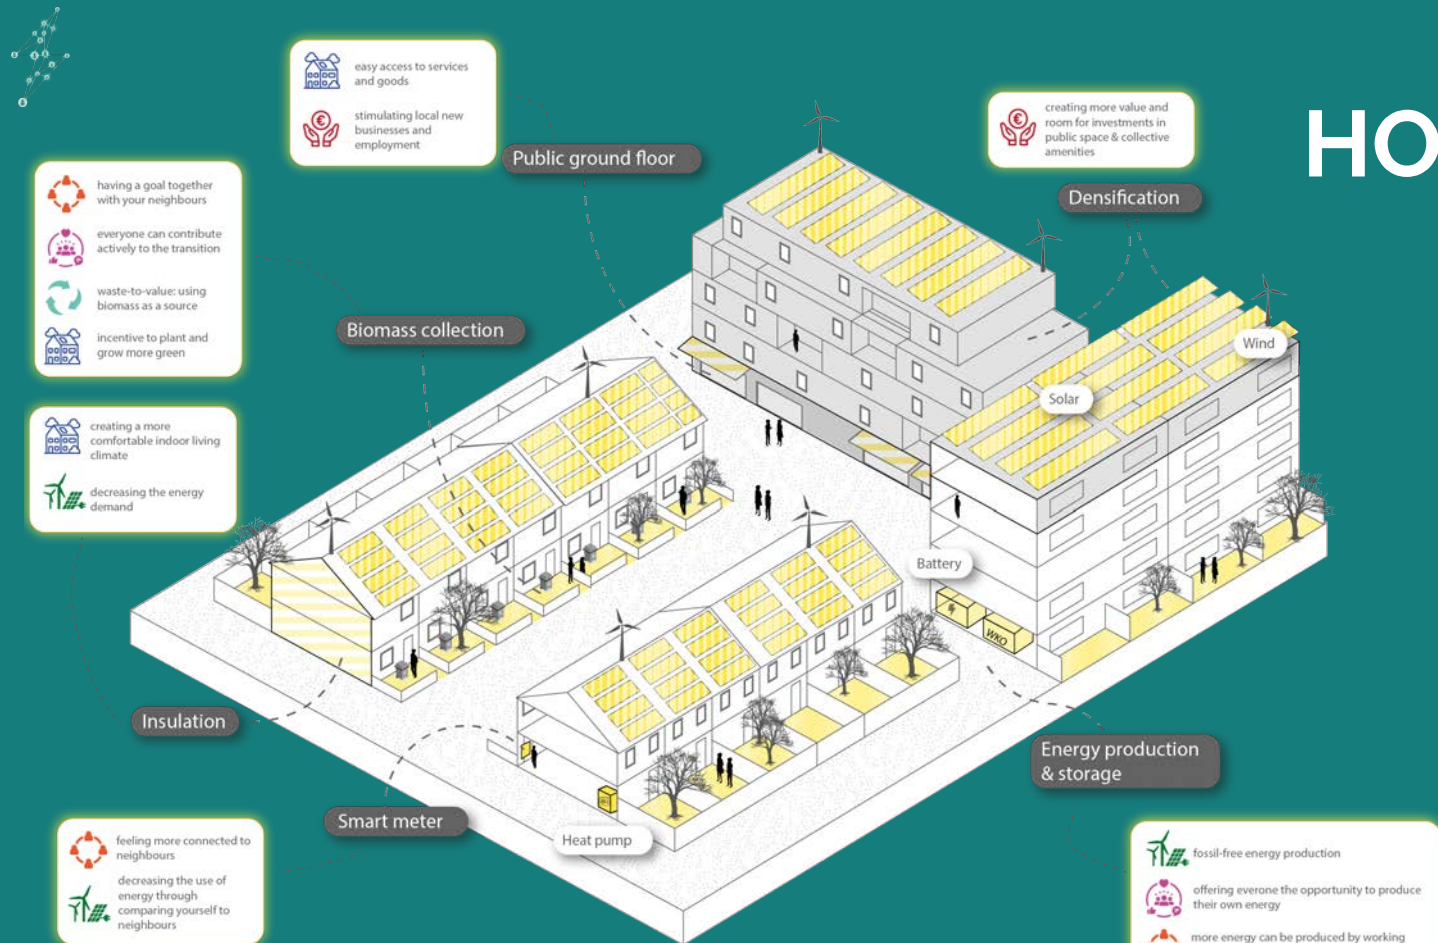 easy access to services
and goods
stimulating local new
businesses and
employment
Public ground floor
creating more value and
room for investments in
public space & collective
amenities
Densification
HO
having a goal together
with your neighbours
everyone can contribute
actively to the transition
waste-to-value: using
biomass as a source
incentive to plant and
grow more green
Biomass collection
Wind
Solar
creating a more
comfortable indoor living
climate
decreasing the energy
demand
Battery
WKO
Insulation
Energy production
& storage
Smart meter
Heat pump
feeling more connected to
neighbours
decreasing the use of
energy through
comparing yourself to
neighbours
fossil-free energy production
offering everone the opportunity to produce
their own energy
more energy can be produced by working